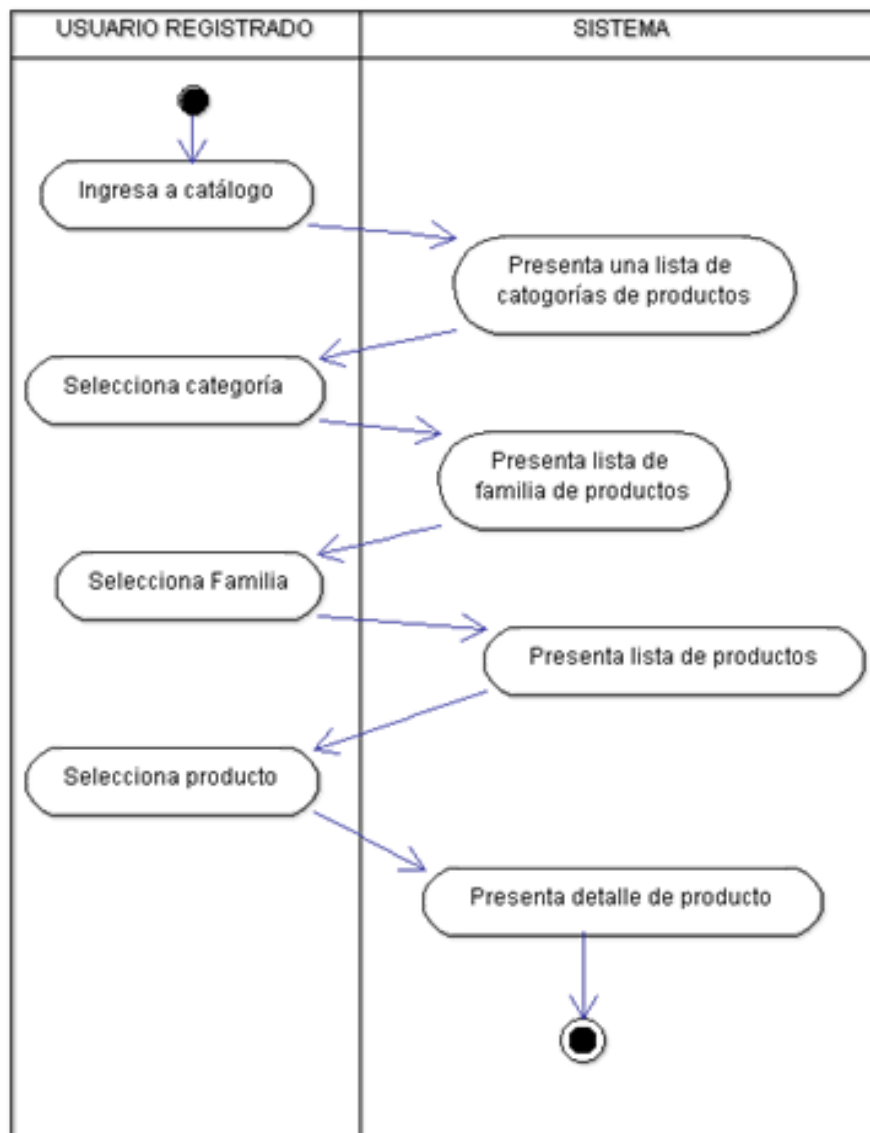 USUARIO REGISTRADO
SISTEMA
Ingresa a catálogo
Presenta una lista de
catogorías de productos
Selecciona categoría
Presenta lista de
familia de productos
Selecciona Familia
Presenta lista de productos
Selecciona producto
Presenta detalle de producto